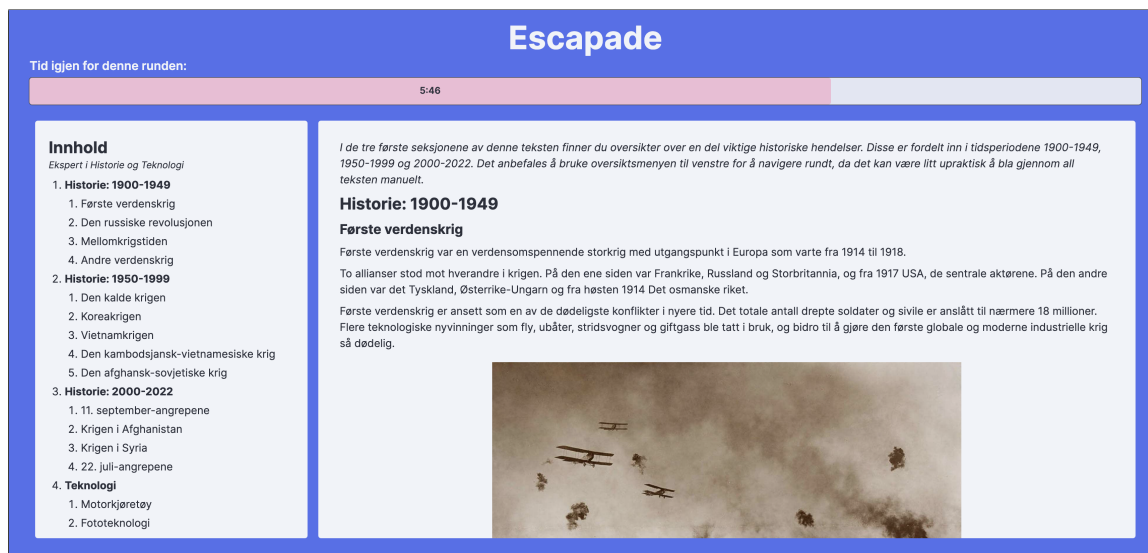 Escapade
Tid igjen for denne runden:
5:46
Innhold
Ekspert i Historie og Teknologi
1. Historie: 1900-1949
1. Første verdenskrig
2. Den russiske revolusjonen
3. Mellomkrigstiden
4. Andre verdenskrig
2. Historie: 1950-1999
1. Den kalde krigen
2. Koreakrigen
3. Vietnamkrigen
4. Den kambodsjansk-vietnamesiske krig
5. Den afghansk-sovjetiske krig
3. Historie: 2000-2022
1. 11. september-angrepene
2. Krigen i Afghanistan
3. Krigen i Syria
4. 22. juli-angrepene
4. Teknologi
1. Motorkjøretøy
2. Fototeknologi
I de tre første seksjonene av denne teksten finner du oversikter over en del viktige historiske hendelser. Disse er fordelt inn i tidsperiodene 1900-1949,
1950-1999 og 2000-2022. Det anbefales å bruke oversiktsmenyen til venstre for å navigere rundt, da det kan være litt upraktisk å bla gjennom all
teksten manuelt.
Historie: 1900-1949
Første verdenskrig
Første verdenskrig var en verdensomspennende storkrig med utgangspunkt i Europa som varte fra 1914 til 1918.
To allianser stod mot hverandre i krigen. På den ene siden var Frankrike, Russland og Storbritannia, og fra 1917 USA, de sentrale aktørene. På den andre
siden var det Tyskland, Østerrike-Ungarn og fra høsten 1914 Det osmanske riket.
Første verdenskrig er ansett som en av de dødeligste konflikter i nyere tid. Det totale antall drepte soldater og sivile er anslått til nærmere 18 millioner.
Flere teknologiske nyvinninger som fly, ubåter, stridsvogner og giftgass ble tatt i bruk, og bidro til å gjøre den første globale og moderne industrielle krig
så dødelig.